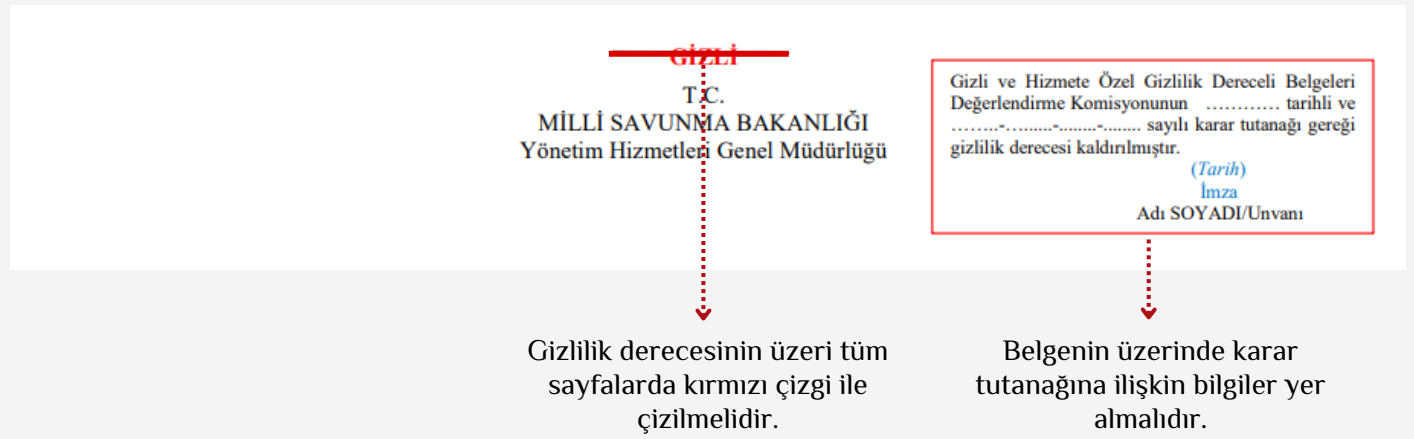 GİZLİ
T.C.
MİLLİ SAVUNMA BAKANLIĞI
Yönetim Hizmetleri Genel Müdürlüğü
Gizli ve Hizmete Özel Gizlilik Dereceli Belgeleri
Değerlendirme Komisyonunun ………… tarihli ve
……..-…......-........-........ sayılı karar tutanağı gereği
gizlilik derecesi kaldırılmıştır.
(Tarih)
İmza
Adı SOYADI/Unvanı
Gizlilik derecesinin üzeri tüm
sayfalarda kırmızı çizgi ile
çizilmelidir.
Belgenin üzerinde karar
tutanağına ilişkin bilgiler yer
almalıdır.